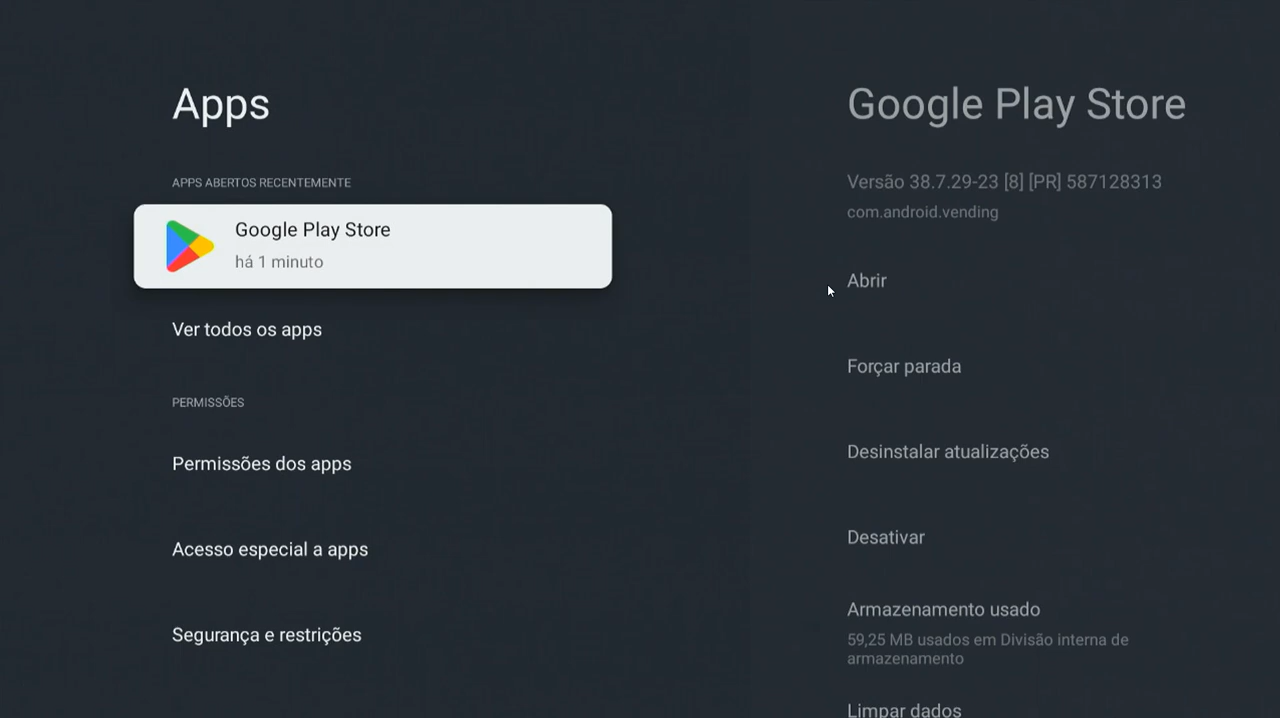 Apps
APPS ABERTOS RECENTEMENTE
Google Play Store
há 1 minuto
Ver todos os apps
PERMISSÕES
Permissões dos apps
Acesso especial a apps
Segurança e restrições
Google Play Store
Versão 38.7.29-23 [8] [PR] 587128313
com.android.vending
Abrir
Forçar parada
Desinstalar atualizações
Desativar
Armazenamento usado
59,25 MB usados em Divisão interna de
armazenamento
Limpar dados